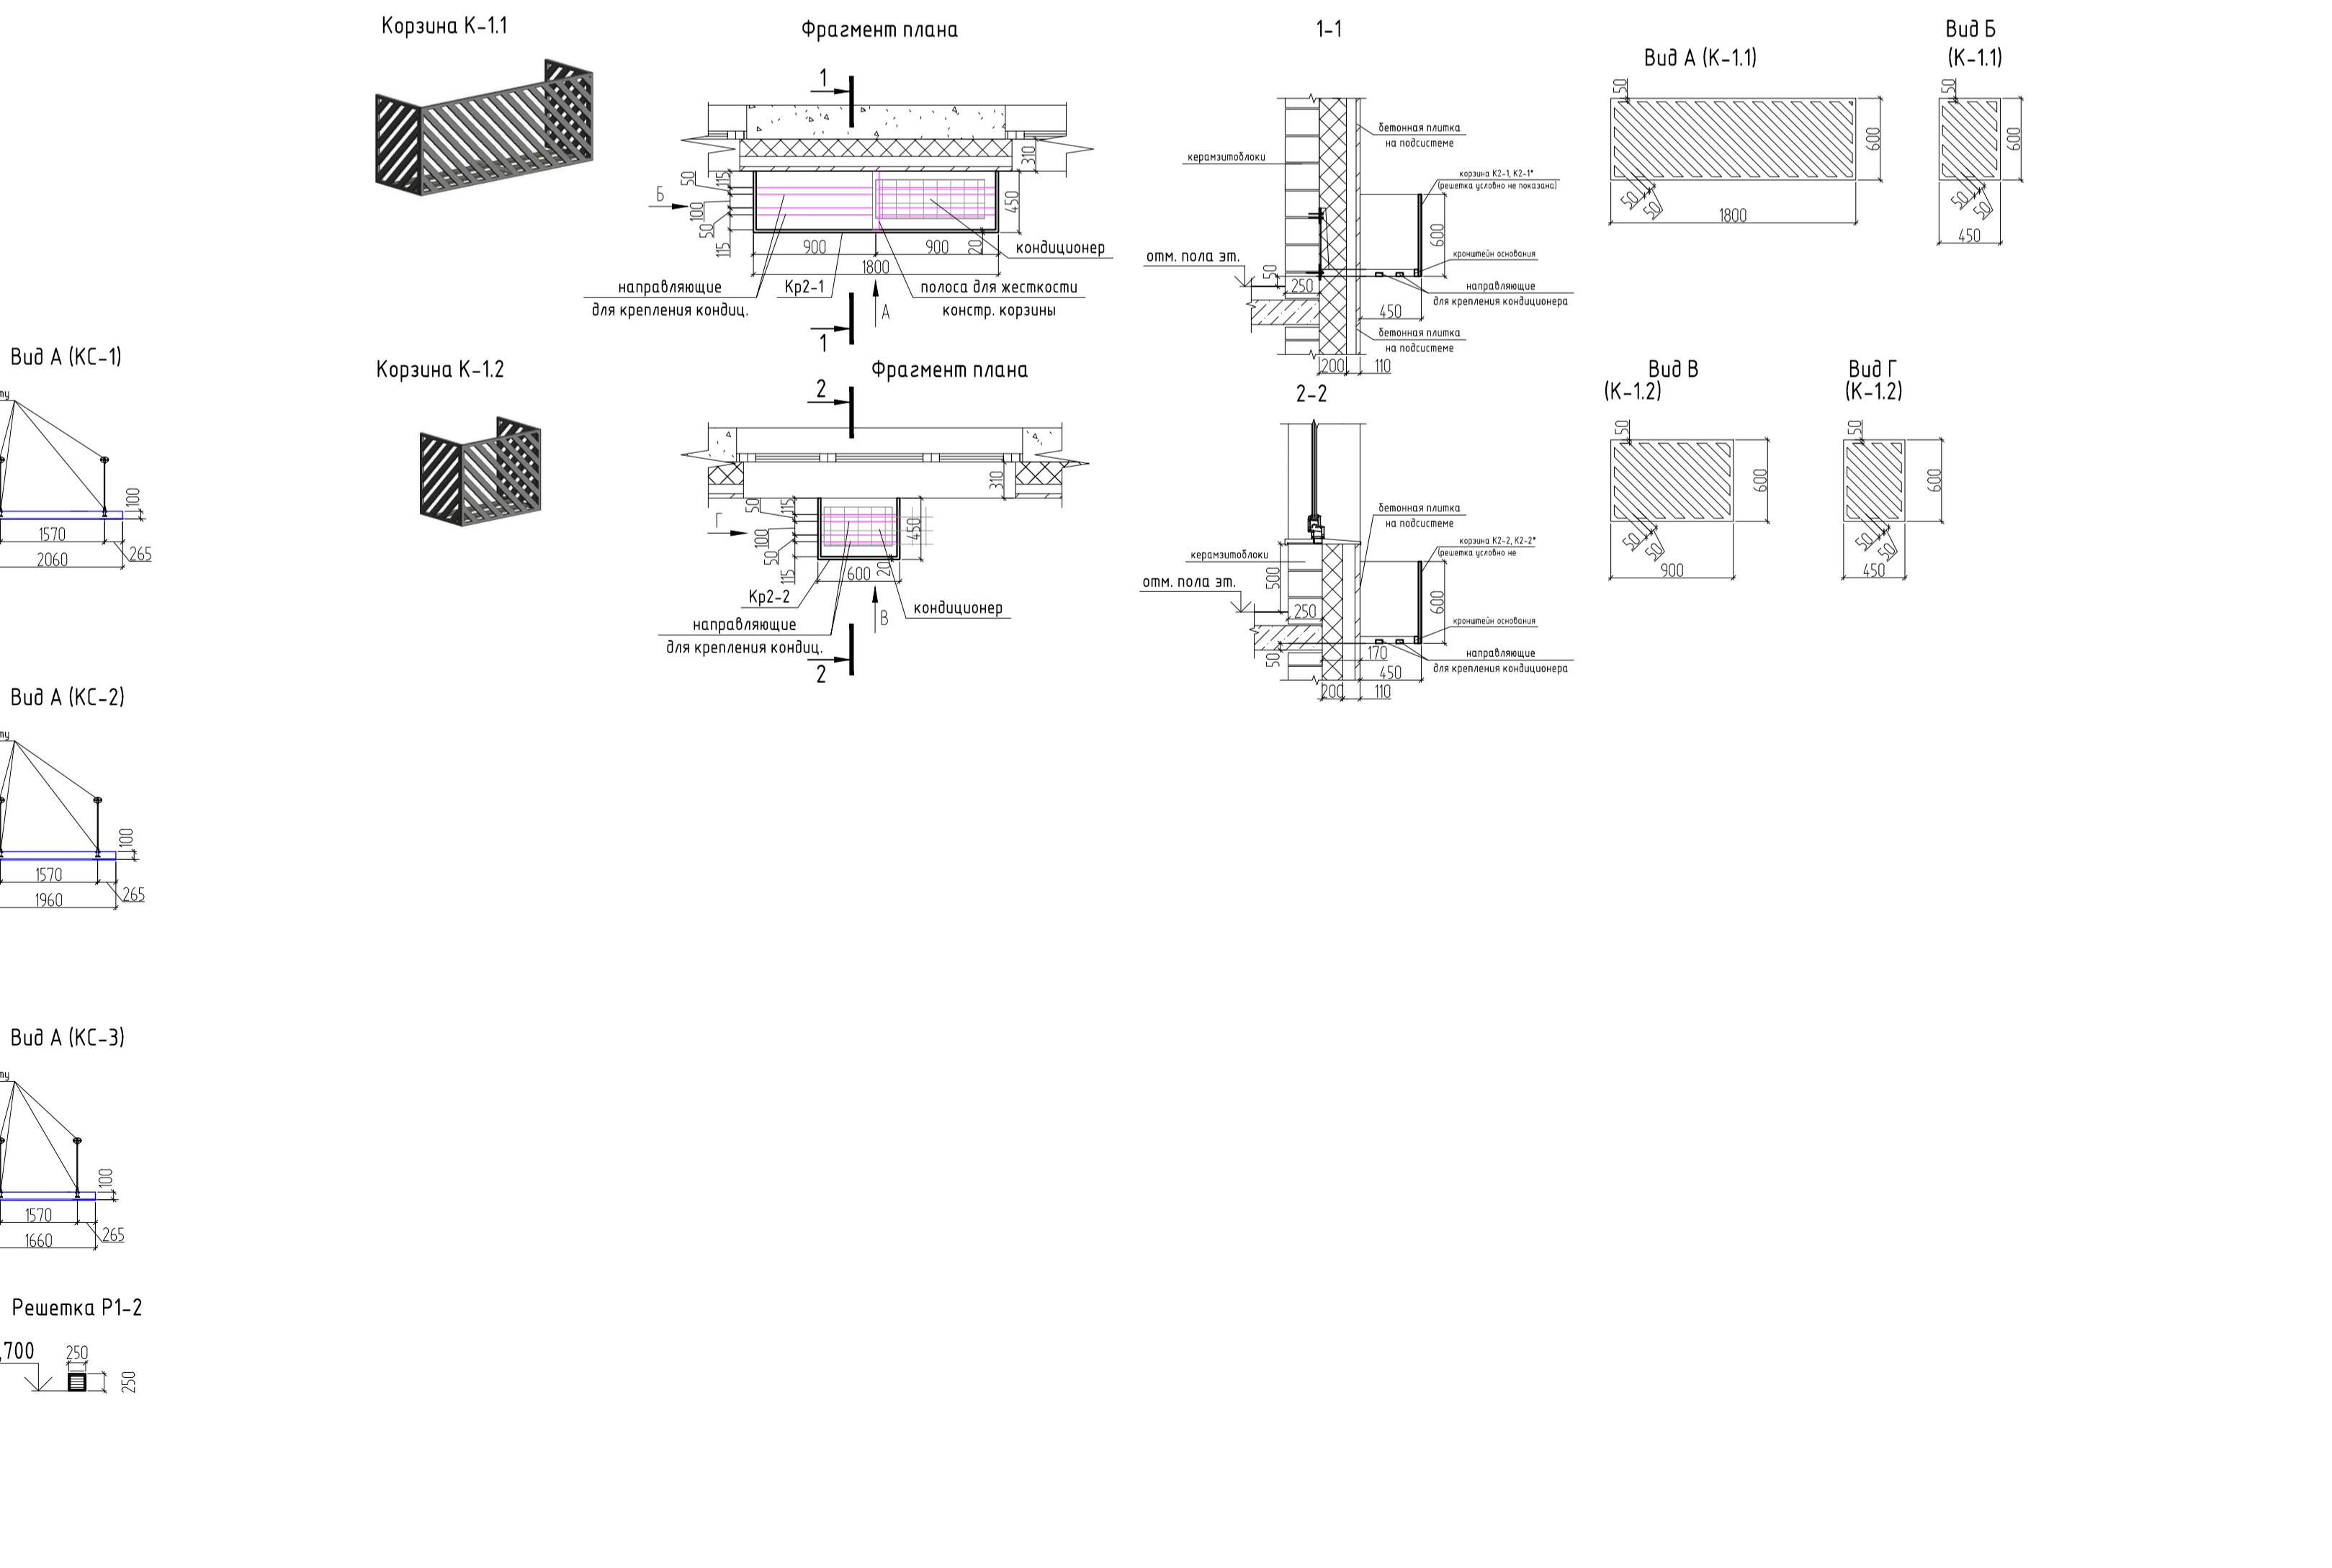 Корзина К-1.1
Фрагмент плана
1-1
Вид А (К-1.1)
Вид Б
(К-1.1)
1
310
50
115
Б
100
50
115
450
900
900
20
1800
кондиционер
направляющие
для крепления кондиц.
Кр2-1
полоса для жесткости
констр. корзины
А
1
бетонная плитка
на подсистеме
керамзитоблоки
корзина К2-1, К2-1*
(решетка условно не показана)
600
отм. пола эт.
кронштейн основания
50
250
направляющие
для крепления кондиционера
450
бетонная плитка
на подсистеме
200
110
50
600
50
50
1800
50
600
50
50
450
Вид А (КС-1)
ту
100
1570
265
2060
Корзина К-1.2
Фрагмент плана
2
310
50
115
Г
100
50
115
450
20
600
Кр2-2
кондиционер
В
направляющие
для крепления кондиц.
2
2-2
бетонная плитка
на подсистеме
керамзитоблоки
корзина К2-2, К2-2*
(решетка условно не
отм. пола эт.
500
250
600
кронштейн основания
50
170
направляющие
для крепления кондиционера
450
200
110
Вид В
(К-1.2)
50
600
50
50
900
Вид Г
(К-1.2)
50
600
50
50
450
Вид А (КС-2)
ту
100
1570
265
1960
Вид А (КС-3)
ту
100
1570
265
1660
Решетка Р1-2
,700
250
250